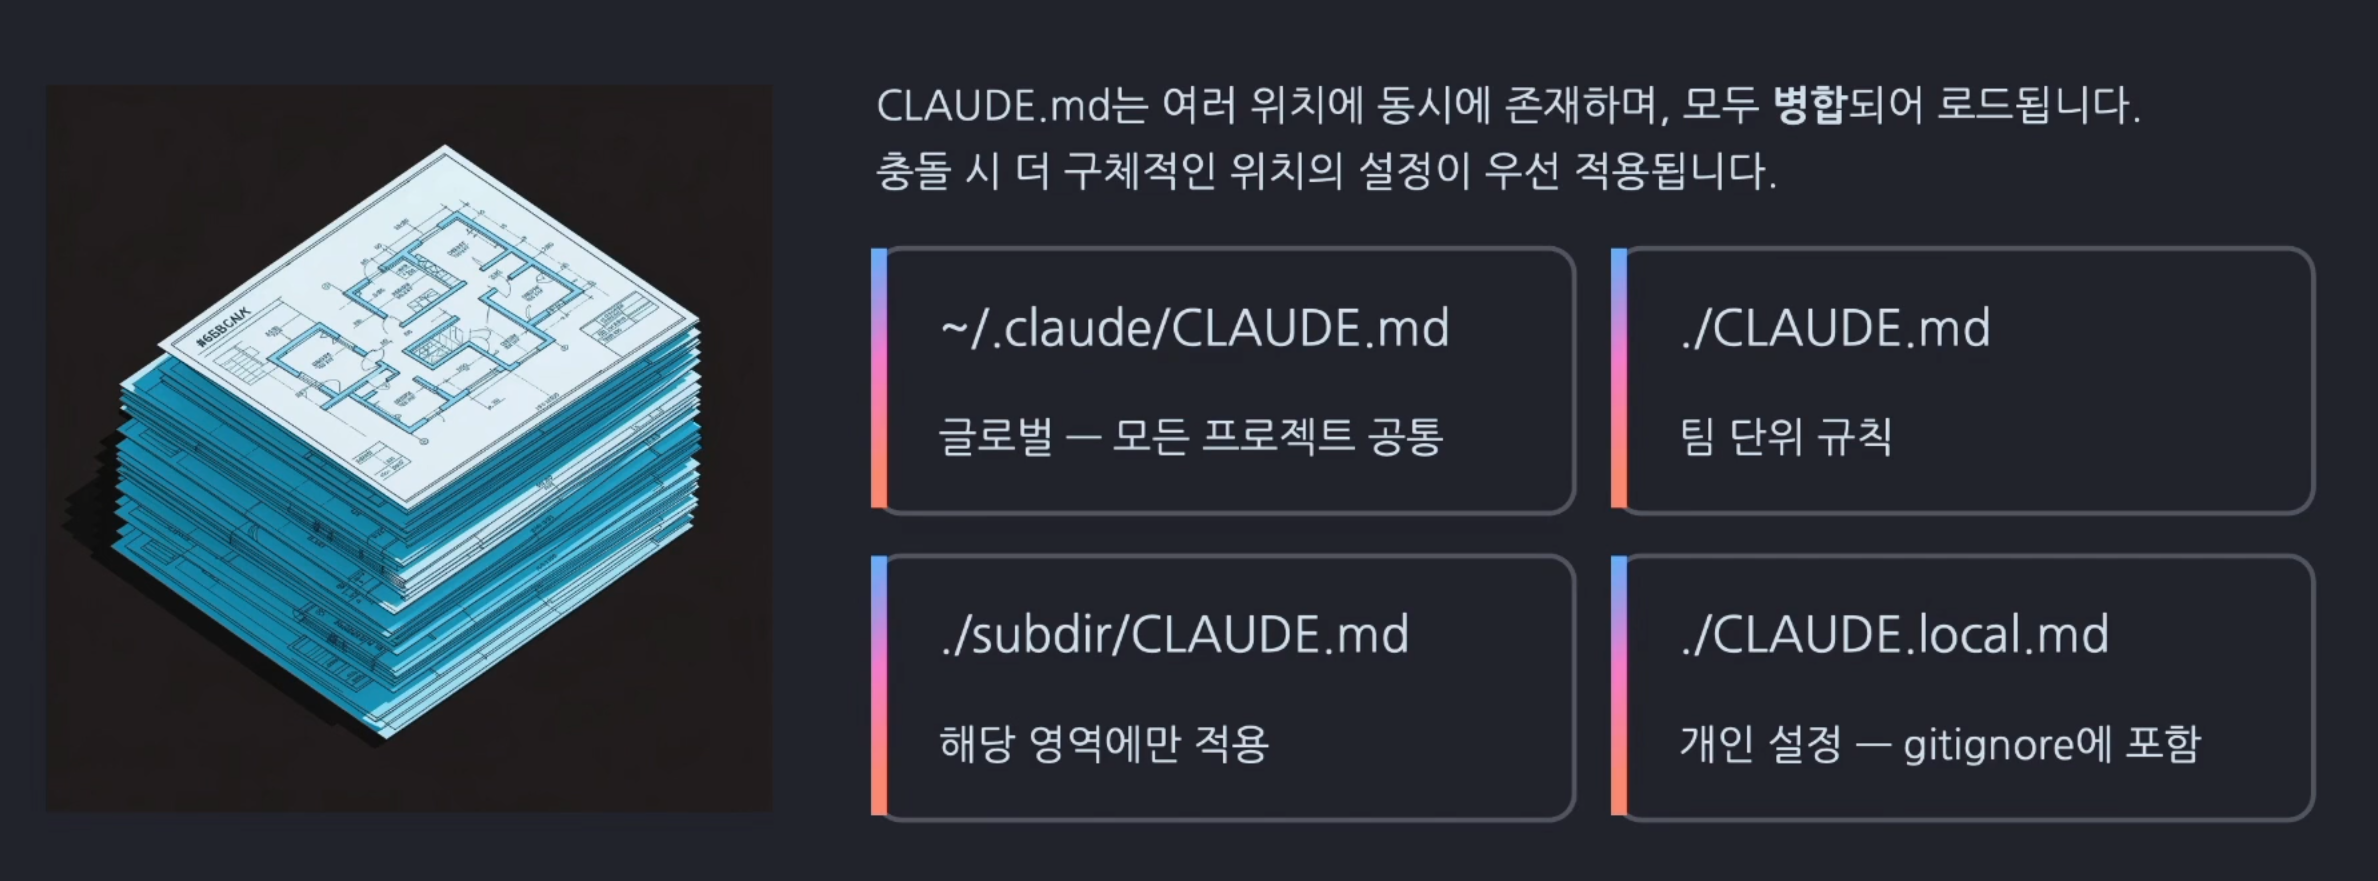 CLAUDE.md는 여러 위치에 동시에 존재하며, 모두 병합되어 로드됩니다.
충돌 시 더 구체적인 위치의 설정이 우선 적용됩니다.
~/.claude/CLAUDE.md
글로벌 — 모든 프로젝트 공통
./CLAUDE.md
팀 단위 규칙
./subdir/CLAUDE.md
해당 영역에만 적용
./CLAUDE.local.md
개인 설정 — gitignore에 포함